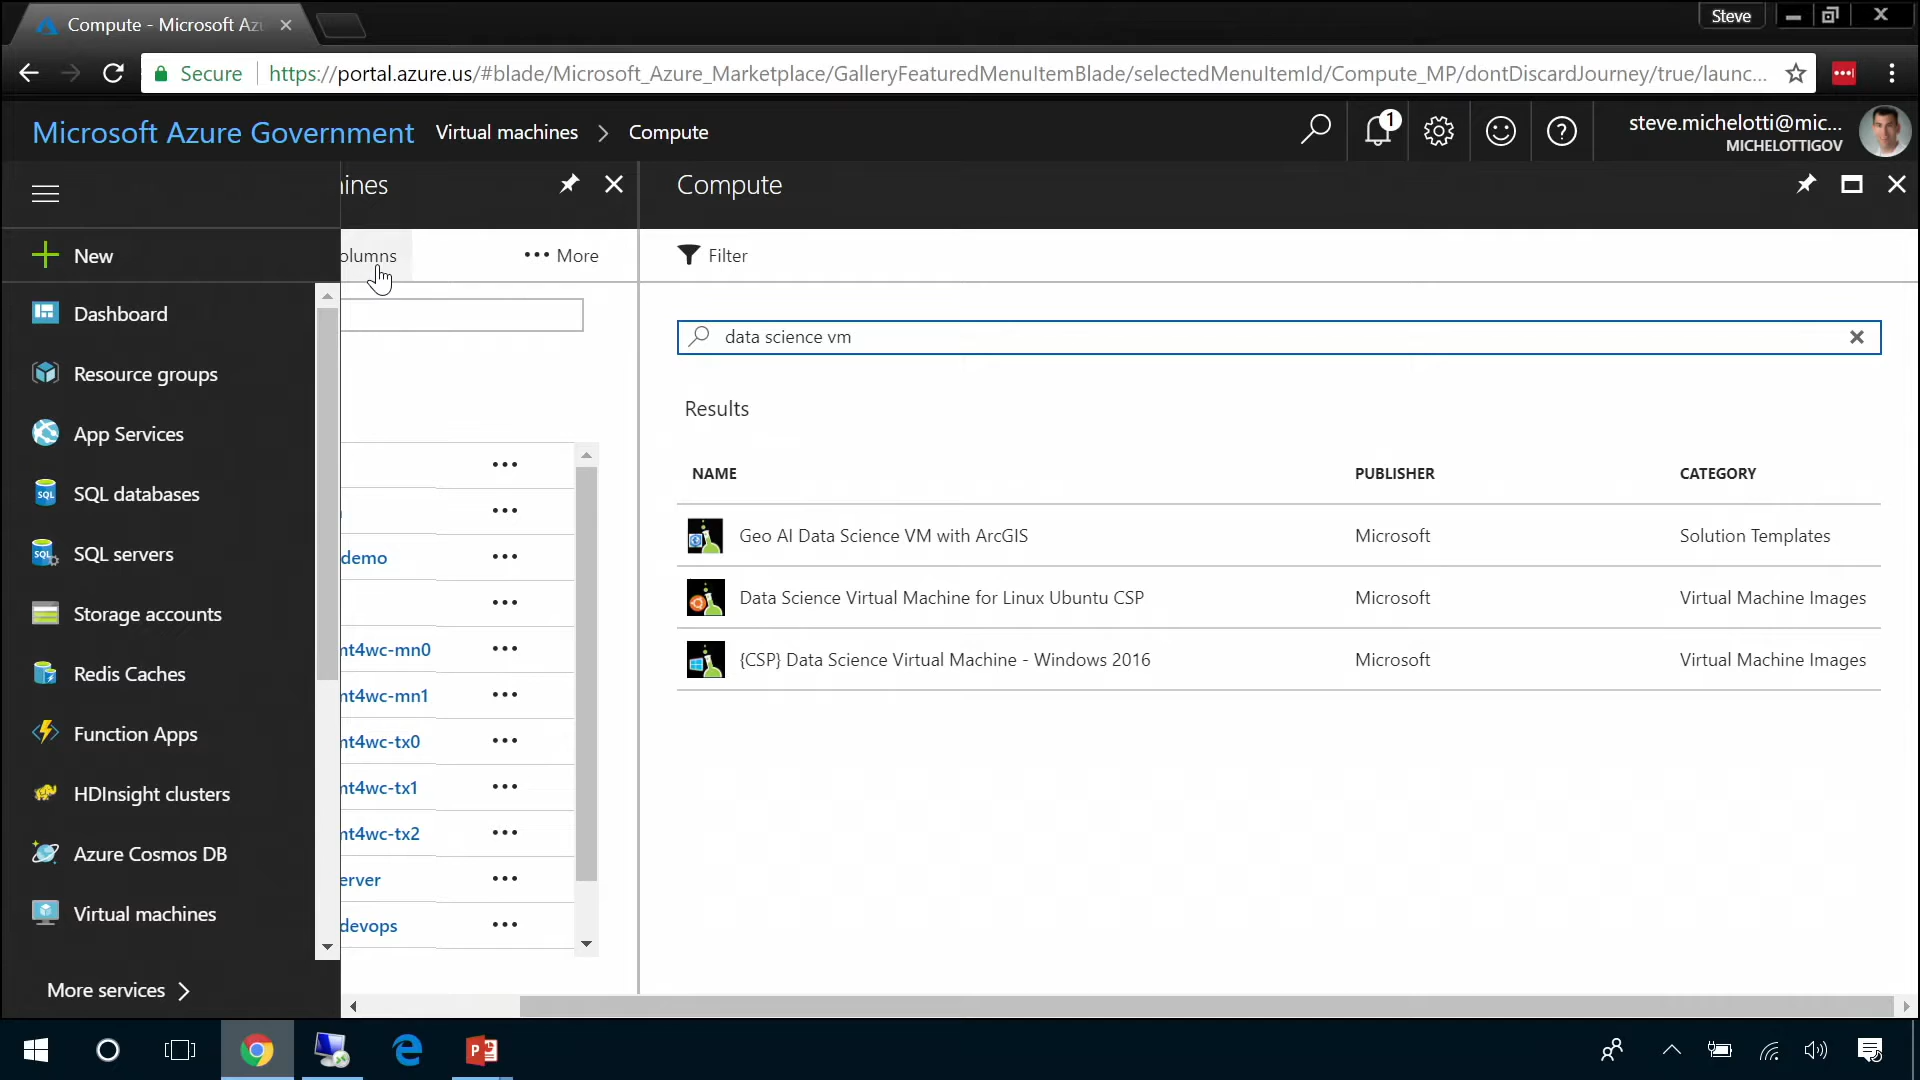 Compute - Microsoft Az
Steve
Secure
https://portal.azure.us/#blade/Microsoft_Azure_Marketplace/GalleryFeaturedMenuItemBlade/selectedMenuItemId/Compute_MP/dontDiscardJourney/true/launc...
Microsoft Azure Government
Virtual machines > Compute
1
steve.michelotti@mic...
MICHELOTTIGOV
New
Dashboard
Resource groups
App Services
SQL databases
SQL servers
Storage accounts
Redis Caches
Function Apps
HDInsight clusters
Azure Cosmos DB
Virtual machines
More services
ines
olumns
••• More
demo
nt4wc-mn0
nt4wc-mn1
nt4wc-tx0
nt4wc-tx1
nt4wc-tx2
erver
devops
Compute
Filter
data science vm
Results
NAME PUBLISHER CATEGORY
Geo AI Data Science VM with ArcGIS Microsoft Solution Templates
Data Science Virtual Machine for Linux Ubuntu CSP Microsoft Virtual Machine Images
{CSP} Data Science Virtual Machine - Windows 2016 Microsoft Virtual Machine Images